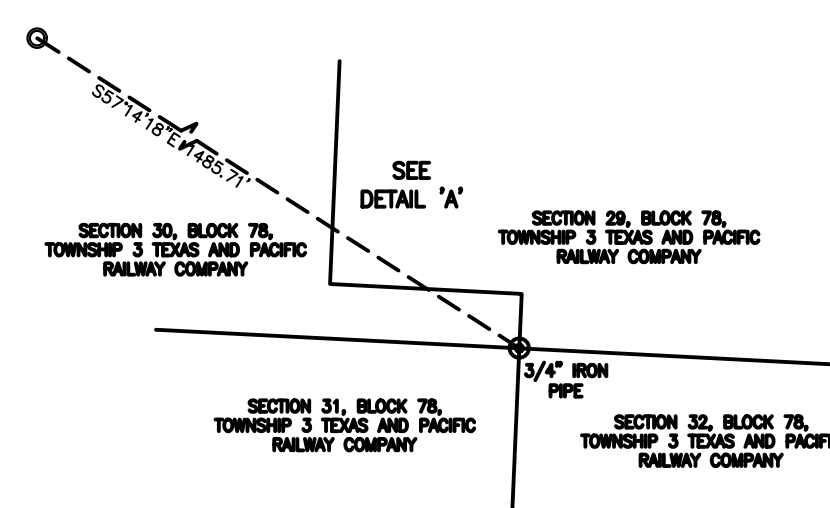 S57°14'18"E 1485.71'
SEE
DETAIL 'A'
SECTION 30, BLOCK 78,
TOWNSHIP 3 TEXAS AND PACIFIC
RAILWAY COMPANY
SECTION 29, BLOCK 78,
TOWNSHIP 3 TEXAS AND PACIFIC
RAILWAY COMPANY
3/4" IRON
PIPE
SECTION 31, BLOCK 78,
TOWNSHIP 3 TEXAS AND PACIFIC
RAILWAY COMPANY
SECTION 32, BLOCK 78,
TOWNSHIP 3 TEXAS AND PACIFI
RAILWAY COMPANY